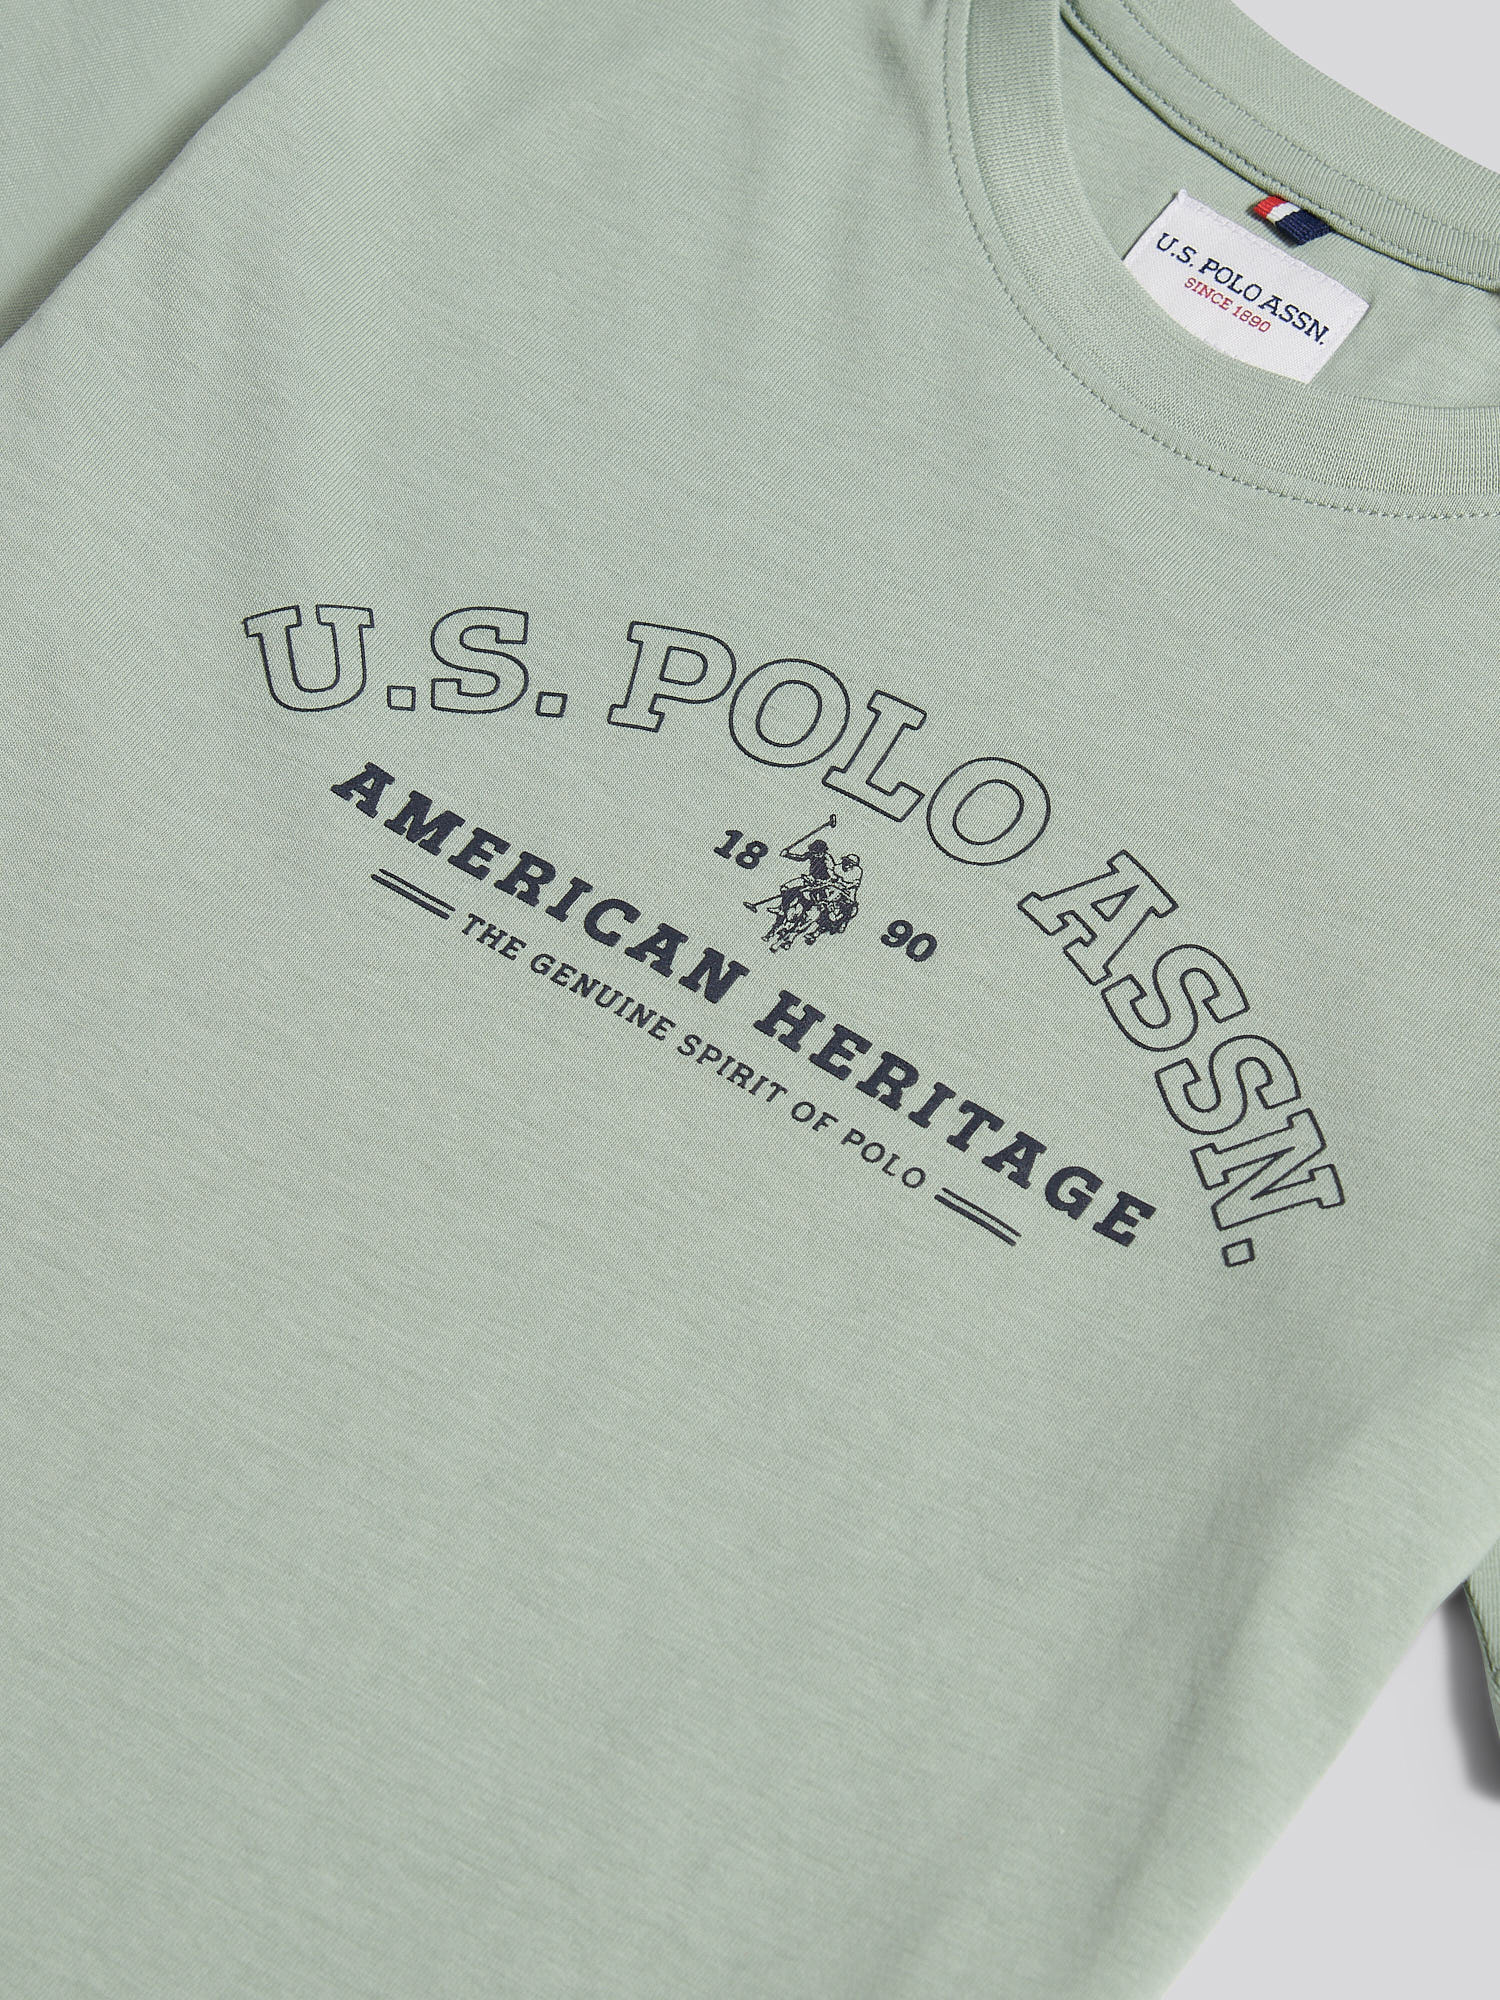 U.S. POLO ASSN.
SINCE 1890
U.S. POLO ASSN.
18 90
AMERICAN HERITAGE
THE GENUINE SPIRIT OF POLO